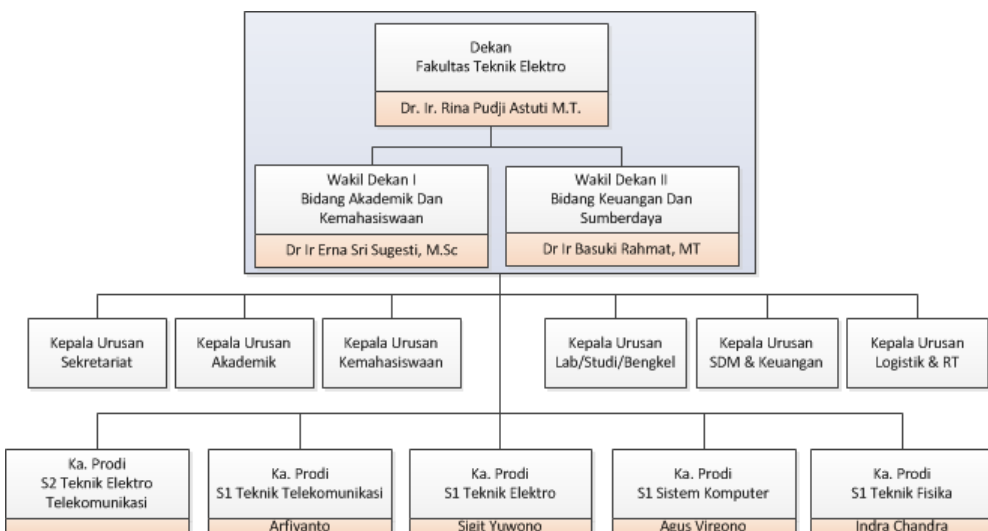 Dekan
Fakultas Teknik Elektro
Dr. Ir. Rina Pudji Astuti M.T.
Wakil Dekan I
Bidang Akademik Dan
Kemahasiswaan
Dr Ir Erna Sri Sugesti, M.Sc
Wakil Dekan II
Bidang Keuangan Dan
Sumberdaya
Dr Ir Basuki Rahmat, MT
Kepala Urusan
Sekretariat
Kepala Urusan
Akademik
Kepala Urusan
Kemahasiswaan
Kepala Urusan
Lab/Studi/Bengkel
Kepala Urusan
SDM & Keuangan
Kepala Urusan
Logistik & RT
Ka. Prodi
S2 Teknik Elektro
Telekomunikasi
Ka. Prodi
S1 Teknik Telekomunikasi
Arfiyanto
Ka. Prodi
S1 Teknik Elektro
Sigit Yuwono
Ka. Prodi
S1 Sistem Komputer
Agus Virgono
Ka. Prodi
S1 Teknik Fisika
Indra Chandra